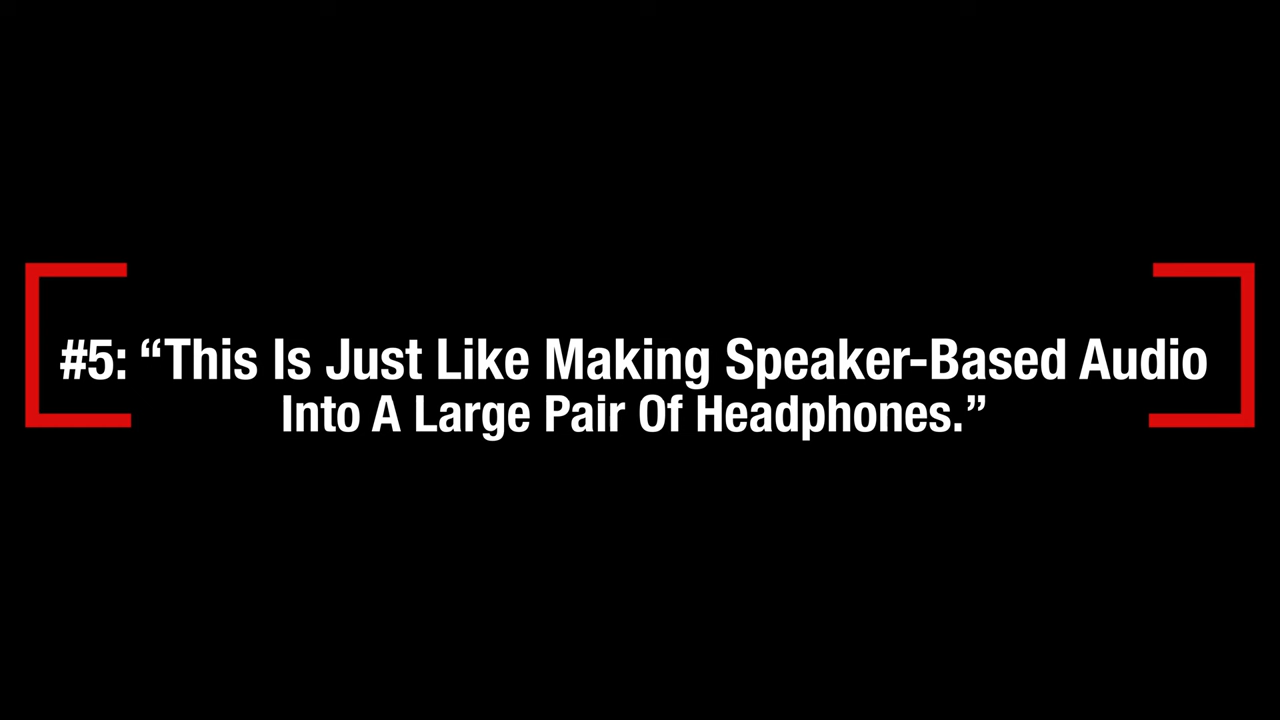 #5: “This Is Just Like Making Speaker-Based Audio
Into A Large Pair Of Headphones.”